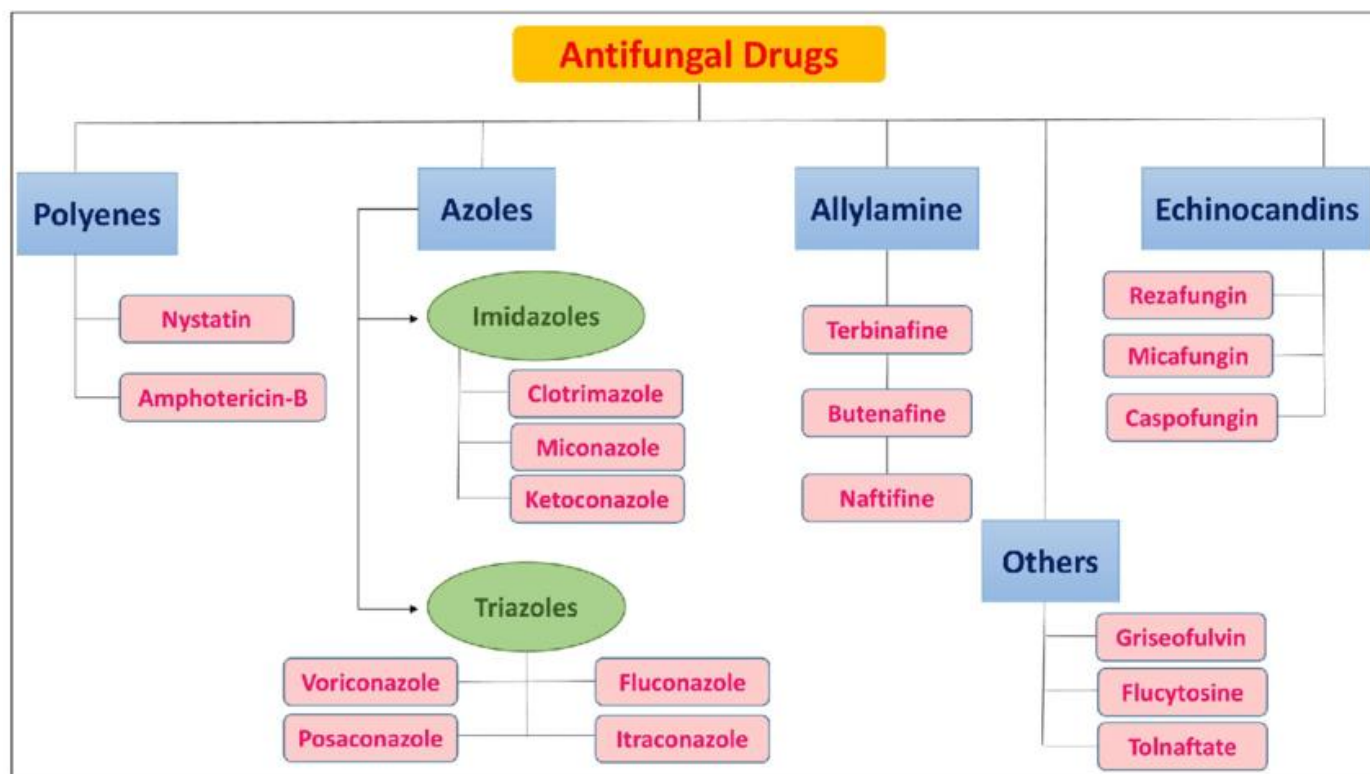 Antifungal Drugs
Polyenes
Nystatin
Amphotericin-B
Azoles
Imidazoles
Clotrimazole
Miconazole
Ketoconazole
Triazoles
Voriconazole
Fluconazole
Posaconazole
Itraconazole
Allylamine
Terbinafine
Butenafine
Naftifine
Others
Griseofulvin
Flucytosine
Tolnaftate
Echinocandins
Rezafungin
Micafungin
Caspofungin